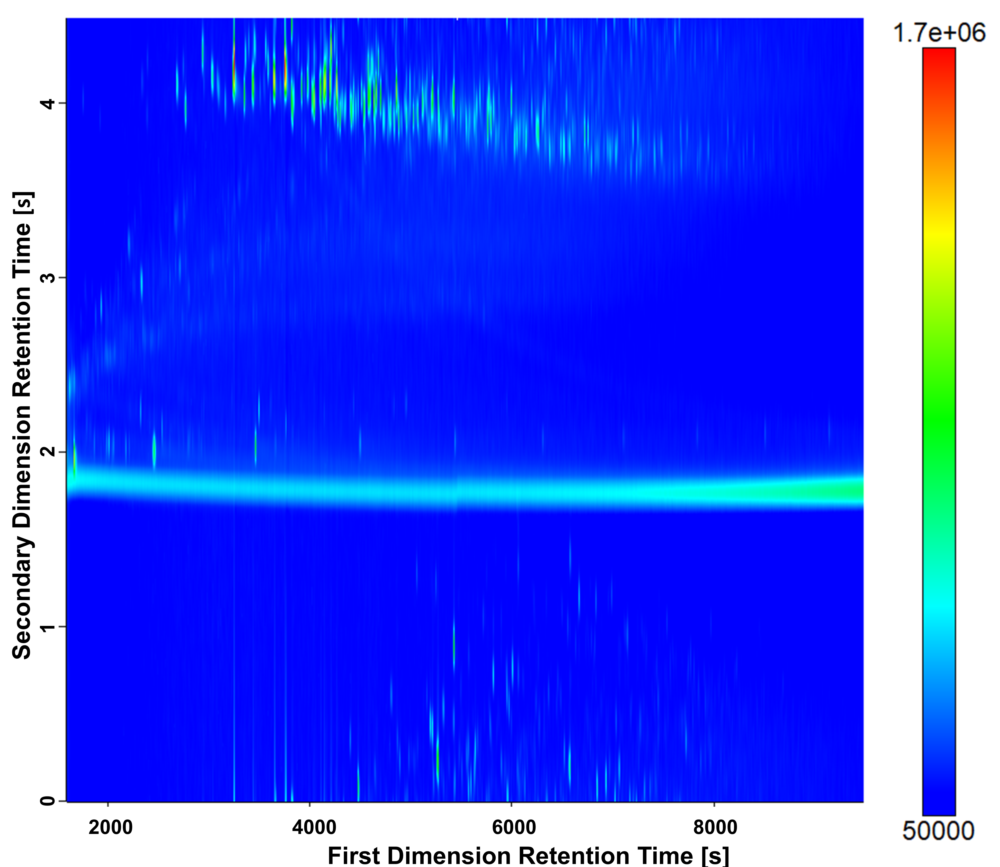 1.7e+06
4
3
2
1
0
Secondary Dimension Retention Time [s]
2000 4000 6000 8000
First Dimension Retention Time [s]
50000